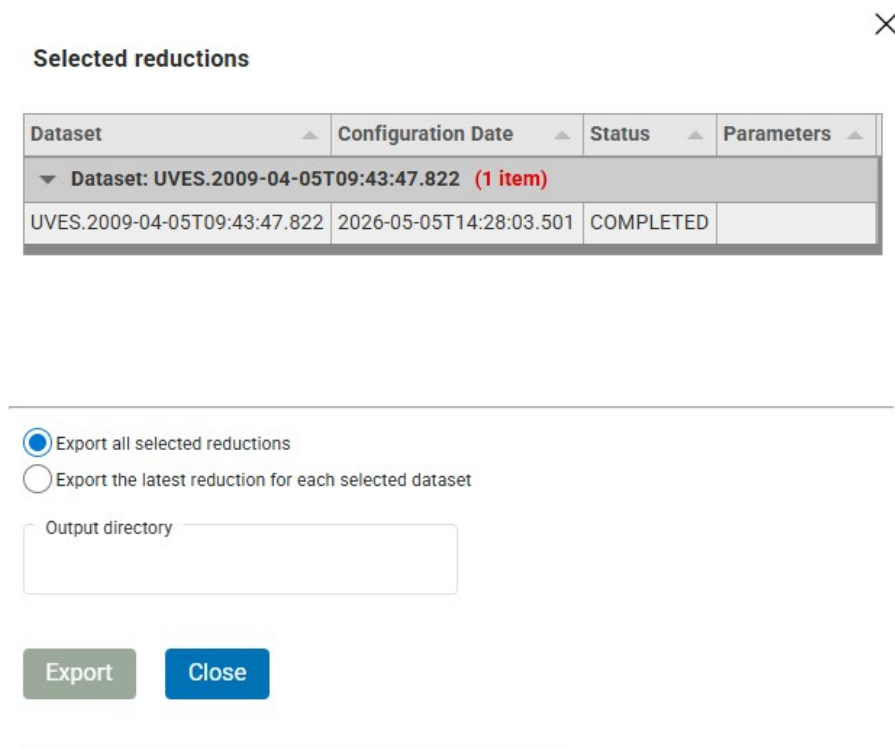 Selected reductions
Dataset Configuration Date Status Parameters
Dataset: UVES.2009-04-05T09:43:47.822 (1 item)
UVES.2009-04-05T09:43:47.822 2026-05-05T14:28:03.501 COMPLETED
Export all selected reductions
Export the latest reduction for each selected dataset
Output directory
Export Close